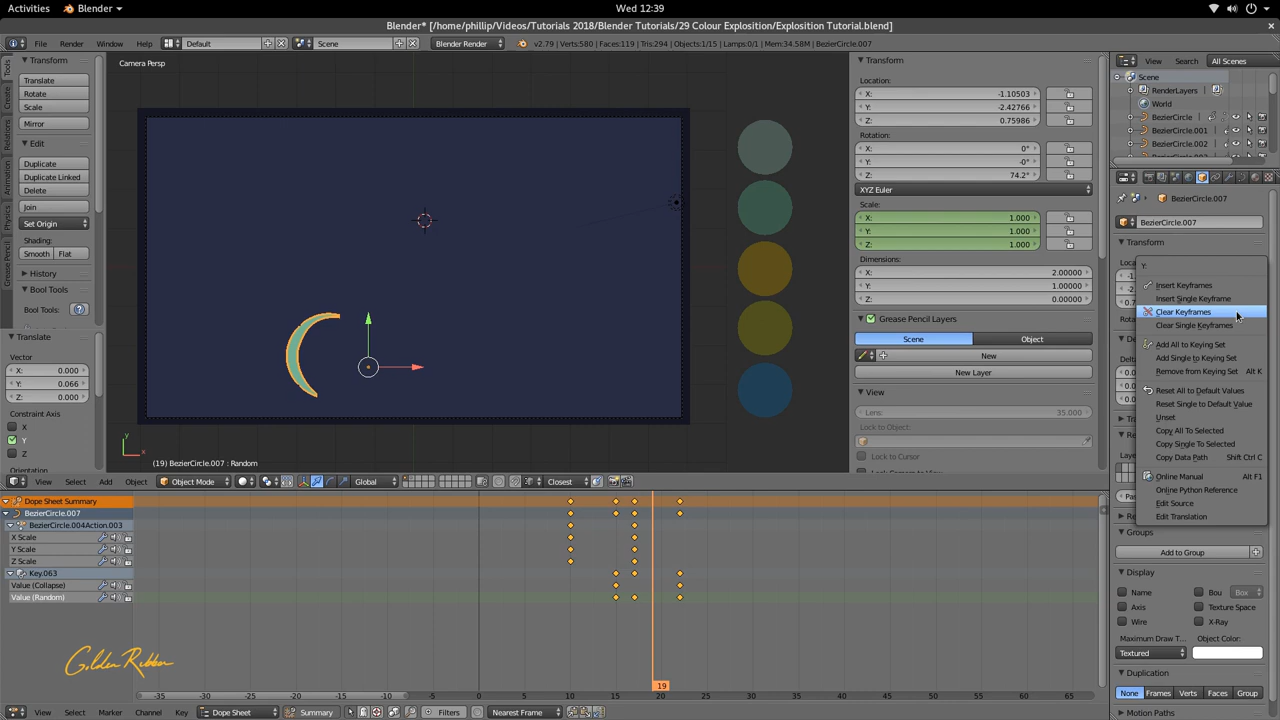 Activities
Blender
Wed 12:39
Blender* [/home/phillip/Videos/Tutorials 2018/Blender Tutorials/29 Colour Exposition/Explosition Tutorial.blend]
File Render Window Help Default Scene Blender Render v2.79 | Verts:580 | Faces:119 | Tris:294 | Objects:1/15 | Lamps:0/1 | Mem:34.58M | BezierCircle.007
View Search All Scenes
Tools
Create
Relations
Animation
Physics
Grease Pencil
Transform
Translate
Rotate
Scale
Mirror
Edit
Duplicate
Duplicate Linked
Delete
Join
Set Origin
Shading:
Smooth Flat
History
Bool Tools
Bool Tools:
Translate
Vector
X: 0.000
Y: 0.066
Z: 0.000
Constraint Axis
X
Y
Z
Orientation
Camera Persp
y
x
(19) BezierCircle.007 : Random
Transform
Location:
X: -1.10503
Y: -2.42766
Z: 0.75986
Rotation:
X: 0°
Y: -0°
Z: 74.2°
XYZ Euler
Scale:
X: 1.000
Y: 1.000
Z: 1.000
Dimensions:
X: 2.00000
Y: 1.00000
Z: 0.00000
Grease Pencil Layers
Scene Object
New
New Layer
View
Lens: 35.000
Lock to Object:
Lock to Cursor
Scene
RenderLayers
World
BezierCircle
BezierCircle.001
BezierCircle.002
BezierCircle.007
BezierCircle.007
Transform
Y:
Insert Keyframes
Insert Single Keyframe
Clear Keyframes
Clear Single Keyframes
Add All to Keying Set
Add Single to Keying Set
Remove from Keying Set Alt K
Reset All to Default Values
Reset Single to Default Value
Unset
Copy All To Selected
Copy Single To Selected
Copy Data Path Shift Ctrl C
Online Manual Alt F1
Online Python Reference
Edit Source
Edit Translation
Groups
Add to Group
Display
Name Bou Box
Axis Texture Space
Wire X-Ray
Maximum Draw T... Object Color:
Textured
Duplication
None Frames Verts Faces Group
Motion Paths
View Select Add Object Object Mode Global Closest
Dope Sheet Summary
BezierCircle.007
BezierCircle.004Action.003
X Scale
Y Scale
Z Scale
Key.063
Value (Collapse)
Value (Random)
Golden Ribbon
19
-35 -30 -25 -20 -15 -10 -5 0 5 10 15 20 25 30 35 40 45 50 55 60 65
View Select Marker Channel Key Dope Sheet Summary Filters Nearest Frame